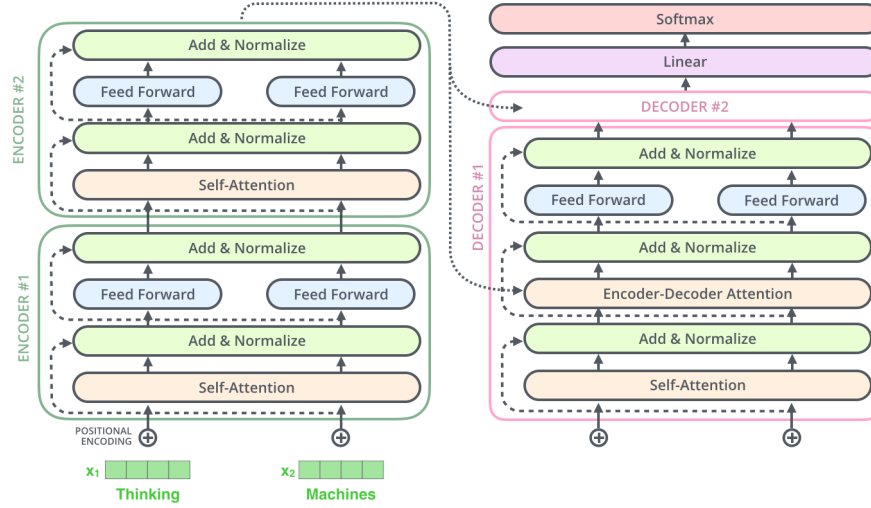 ENCODER #2
Add & Normalize
Feed Forward
Feed Forward
Add & Normalize
Self-Attention
ENCODER #1
Add & Normalize
Feed Forward
Feed Forward
Add & Normalize
Self-Attention
POSITIONAL
ENCODING
x₁
x₂
Thinking
Machines
Softmax
Linear
DECODER #2
DECODER #1
Add & Normalize
Feed Forward
Feed Forward
Add & Normalize
Encoder-Decoder Attention
Add & Normalize
Self-Attention